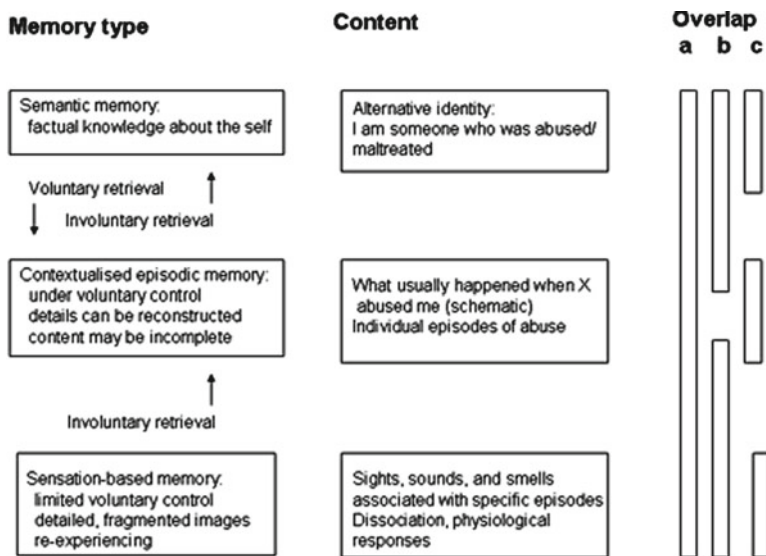 Memory type Content Overlap
a b c
Semantic memory:
factual knowledge about the self
Alternative identity:
I am someone who was abused/
maltreated
Voluntary retrieval
Involuntary retrieval
Contextualised episodic memory:
under voluntary control
details can be reconstructed
content may be incomplete
What usually happened when X
abused me (schematic)
Individual episodes of abuse
Involuntary retrieval
Sensation-based memory:
limited voluntary control
detailed, fragmented images
re-experiencing
Sights, sounds, and smells
associated with specific episodes
Dissociation, physiological
responses